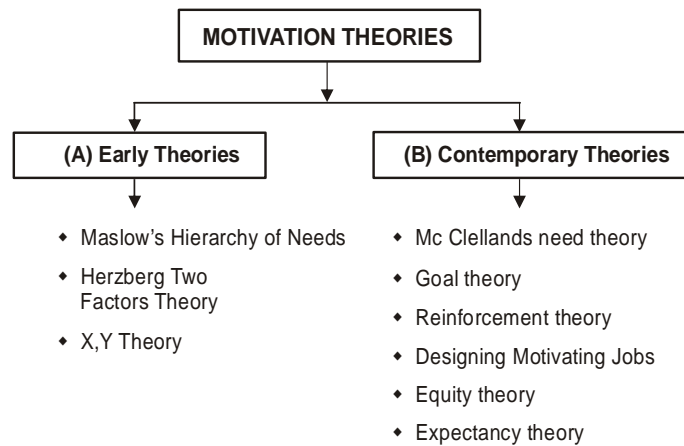 MOTIVATION THEORIES
(A) Early Theories
◆ Maslow's Hierarchy of Needs
◆ Herzberg Two
Factors Theory
◆ X,Y Theory
(B) Contemporary Theories
◆ Mc Clellands need theory
◆ Goal theory
◆ Reinforcement theory
◆ Designing Motivating Jobs
◆ Equity theory
◆ Expectancy theory